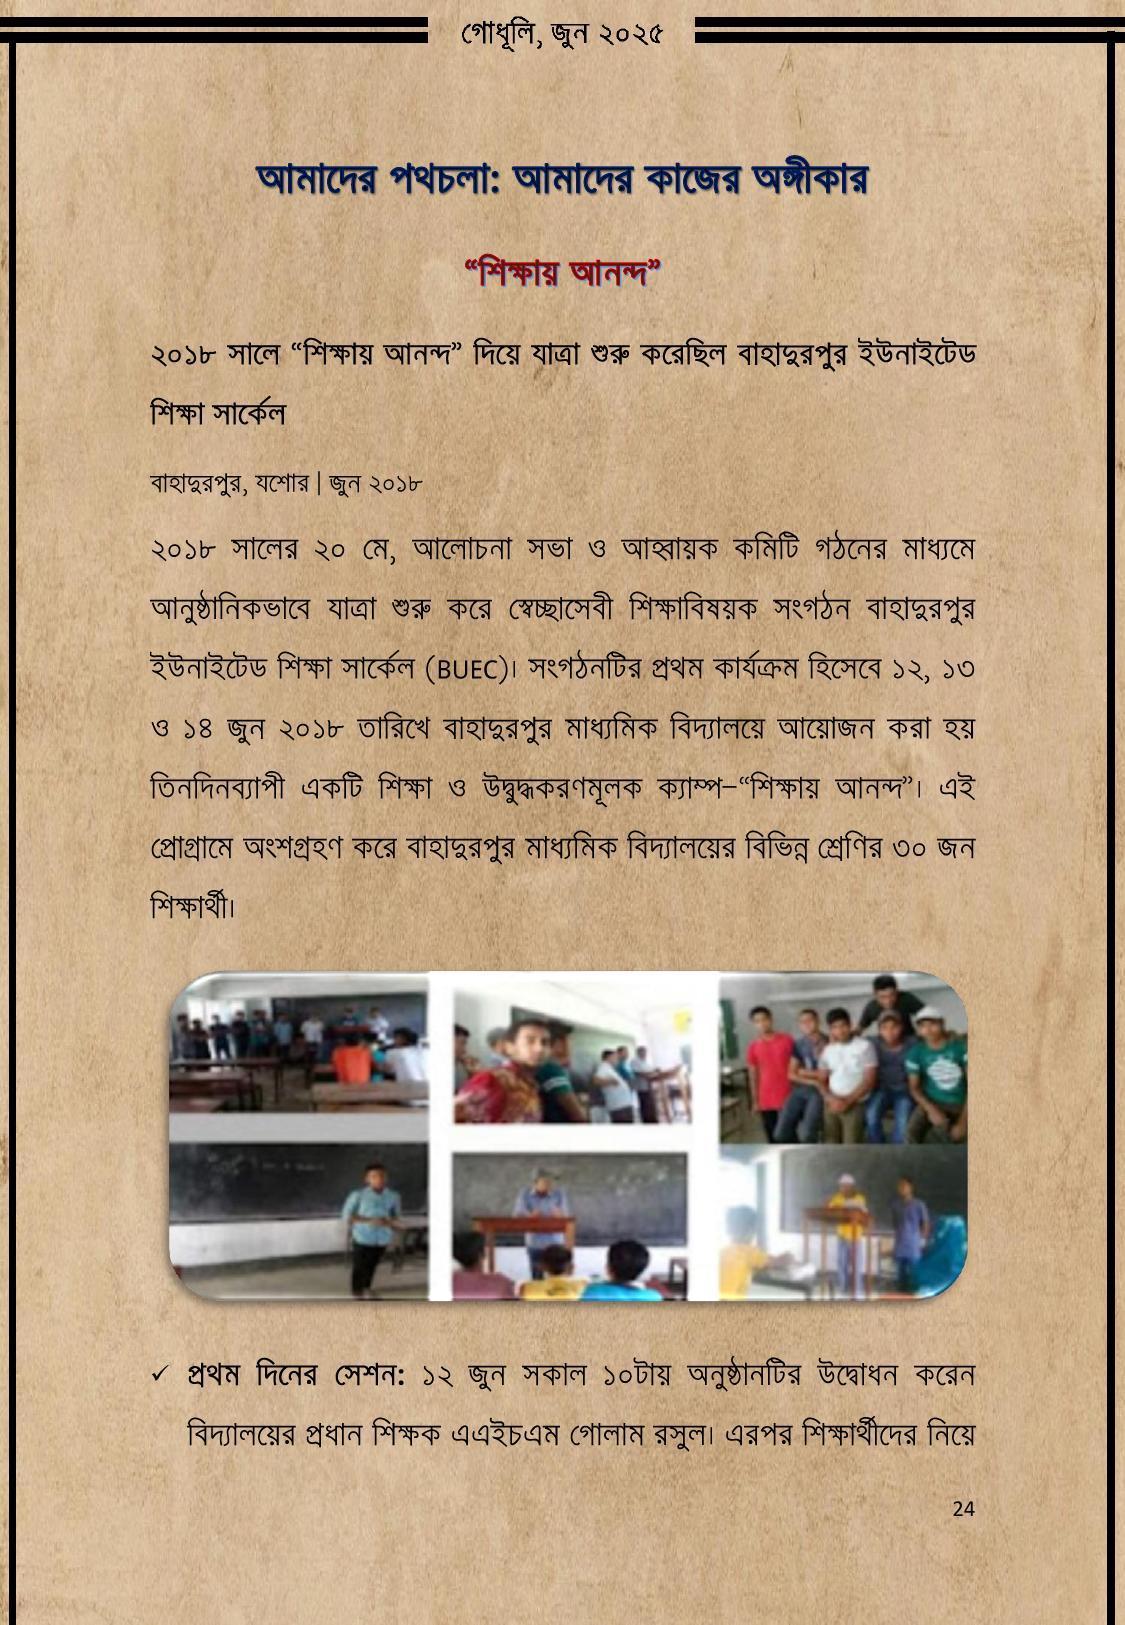 গোধূলি, জুন ২০২৫
আমাদের পথচলা: আমাদের কাজের অঙ্গীকার
“শিক্ষায় আনন্দ”
২০১৮ সালে “শিক্ষায় আনন্দ” দিয়ে যাত্রা শুরু করেছিল বাহাদুরপুর ইউনাইটেড
শিক্ষা সার্কেল
বাহাদুরপুর, যশোর | জুন ২০১৮
২০১৮ সালের ২০ মে, আলোচনা সভা ও আহ্বায়ক কমিটি গঠনের মাধ্যমে
আনুষ্ঠানিকভাবে যাত্রা শুরু করে স্বেচ্ছাসেবী শিক্ষাবিষয়ক সংগঠন বাহাদুরপুর
ইউনাইটেড শিক্ষা সার্কেল (BUEC)। সংগঠনটির প্রথম কার্যক্রম হিসেবে ১২, ১৩
ও ১৪ জুন ২০১৮ তারিখে বাহাদুরপুর মাধ্যমিক বিদ্যালয়ে আয়োজন করা হয়
তিনদিনব্যাপী একটি শিক্ষা ও উদ্বুদ্ধকরণমূলক ক্যাম্প–“শিক্ষায় আনন্দ”। এই
প্রোগ্রামে অংশগ্রহণ করে বাহাদুরপুর মাধ্যমিক বিদ্যালয়ের বিভিন্ন শ্রেণির ৩০ জন
শিক্ষার্থী।
✓ প্রথম দিনের সেশন: ১২ জুন সকাল ১০টায় অনুষ্ঠানটির উদ্বোধন করেন
বিদ্যালয়ের প্রধান শিক্ষক এএইচএম গোলাম রসুল। এরপর শিক্ষার্থীদের নিয়ে
24